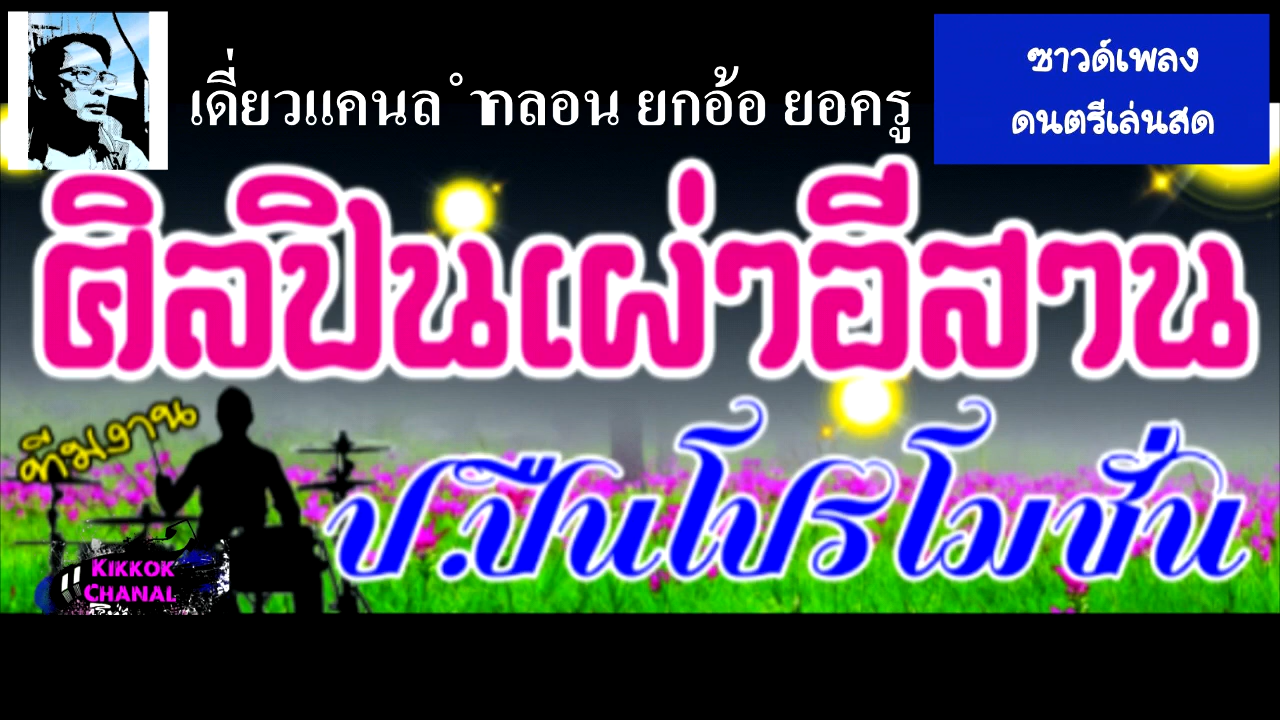 เดี่ยวแคนลำกลอน ยกอ้อ ยอครู
ซาวด์เพลง
ดนตรีเล่นสด
ศิลปินเผ่าอีสาน
ทีมงาน
ป.ปืนโปรโมชั่น
KIKKOK
CHANAL